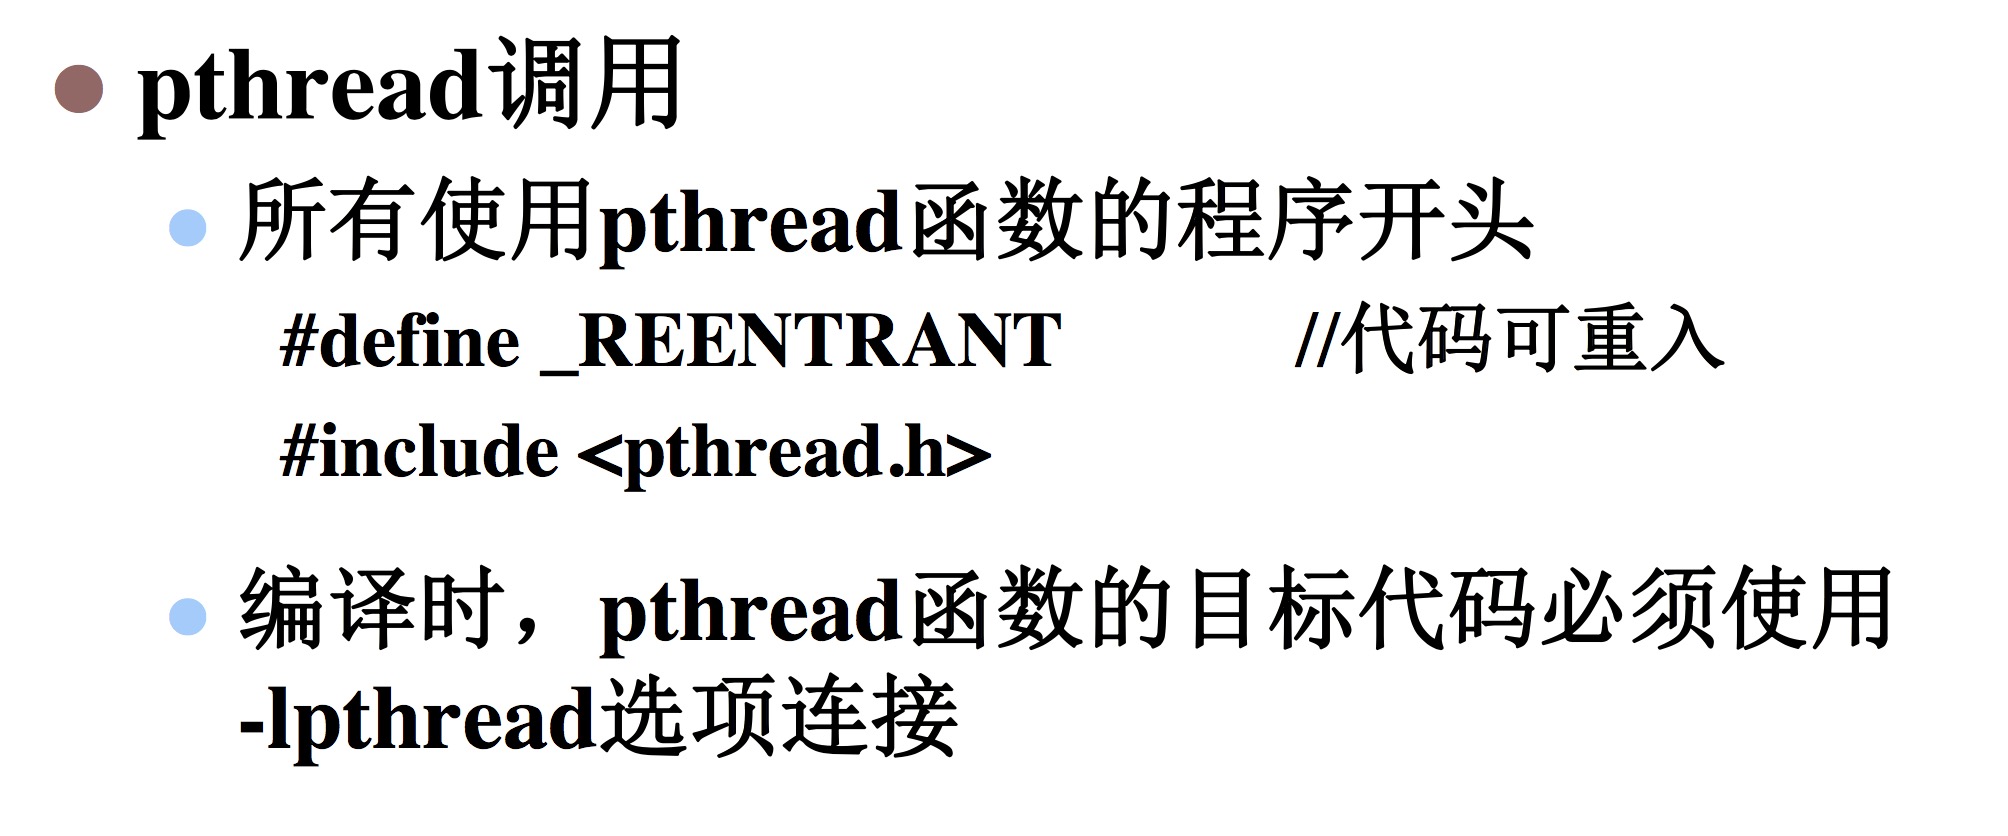 pthread调用
所有使用pthread函数的程序开头
#define _REENTRANT //代码可重入
#include <pthread.h>
编译时，pthread函数的目标代码必须使用
-lpthread选项连接